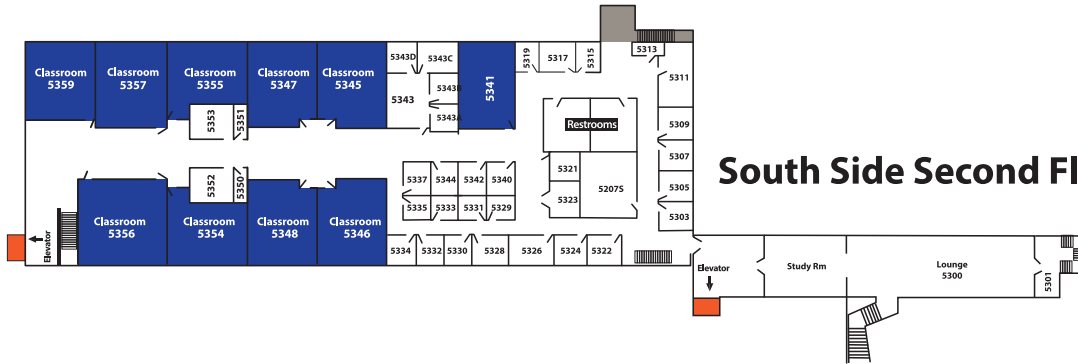 5343D
5343C
5319
5317
5315
5313
Classroom
5359
Classroom
5357
Classroom
5355
Classroom
5347
Classroom
5345
5341
5311
5343
5343B
5343A
5353
5351
Restrooms
5309
5307
5321
5337
5344
5342
5340
5352
5350
5323
5207S
5305
5335
5333
5331
5329
5303
South Side Second Fl
Classroom
5356
Classroom
5354
Classroom
5348
Classroom
5346
Elevator
5334
5332
5330
5328
5326
5324
5322
Elevator
Study Rm
Lounge
5300
5301